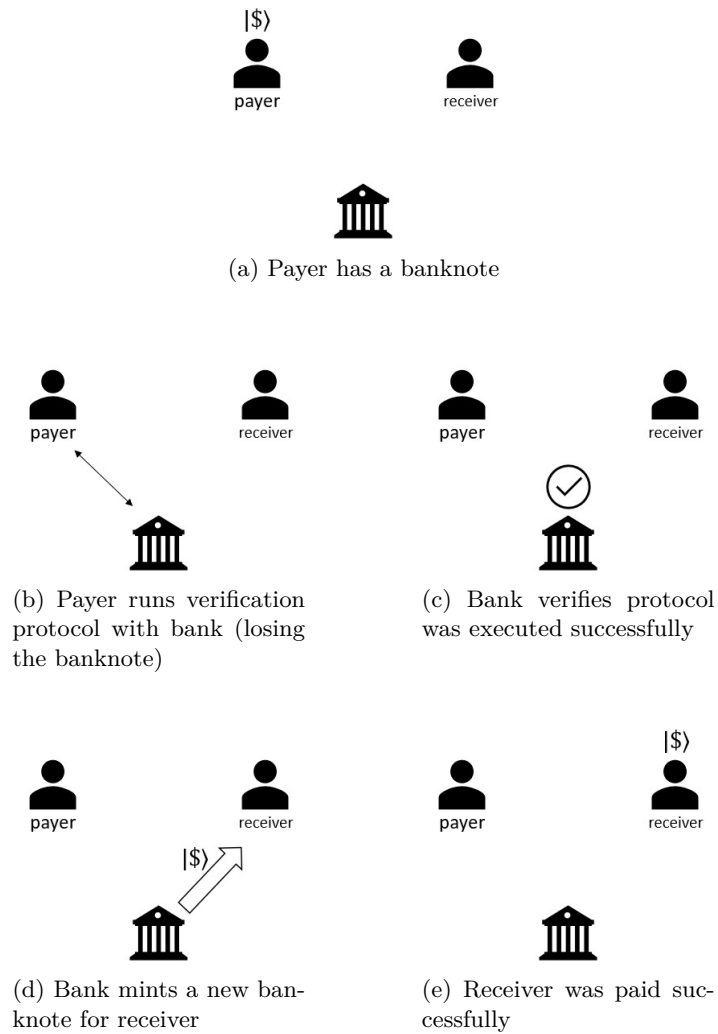 |$⟩
payer
receiver
(a) Payer has a banknote
payer
receiver
payer
receiver
(b) Payer runs verification
protocol with bank (losing
the banknote)
(c) Bank verifies protocol
was executed successfully
|$⟩
payer
receiver
payer
receiver
|$⟩
(d) Bank mints a new ban-
knote for receiver
(e) Receiver was paid suc-
cessfully